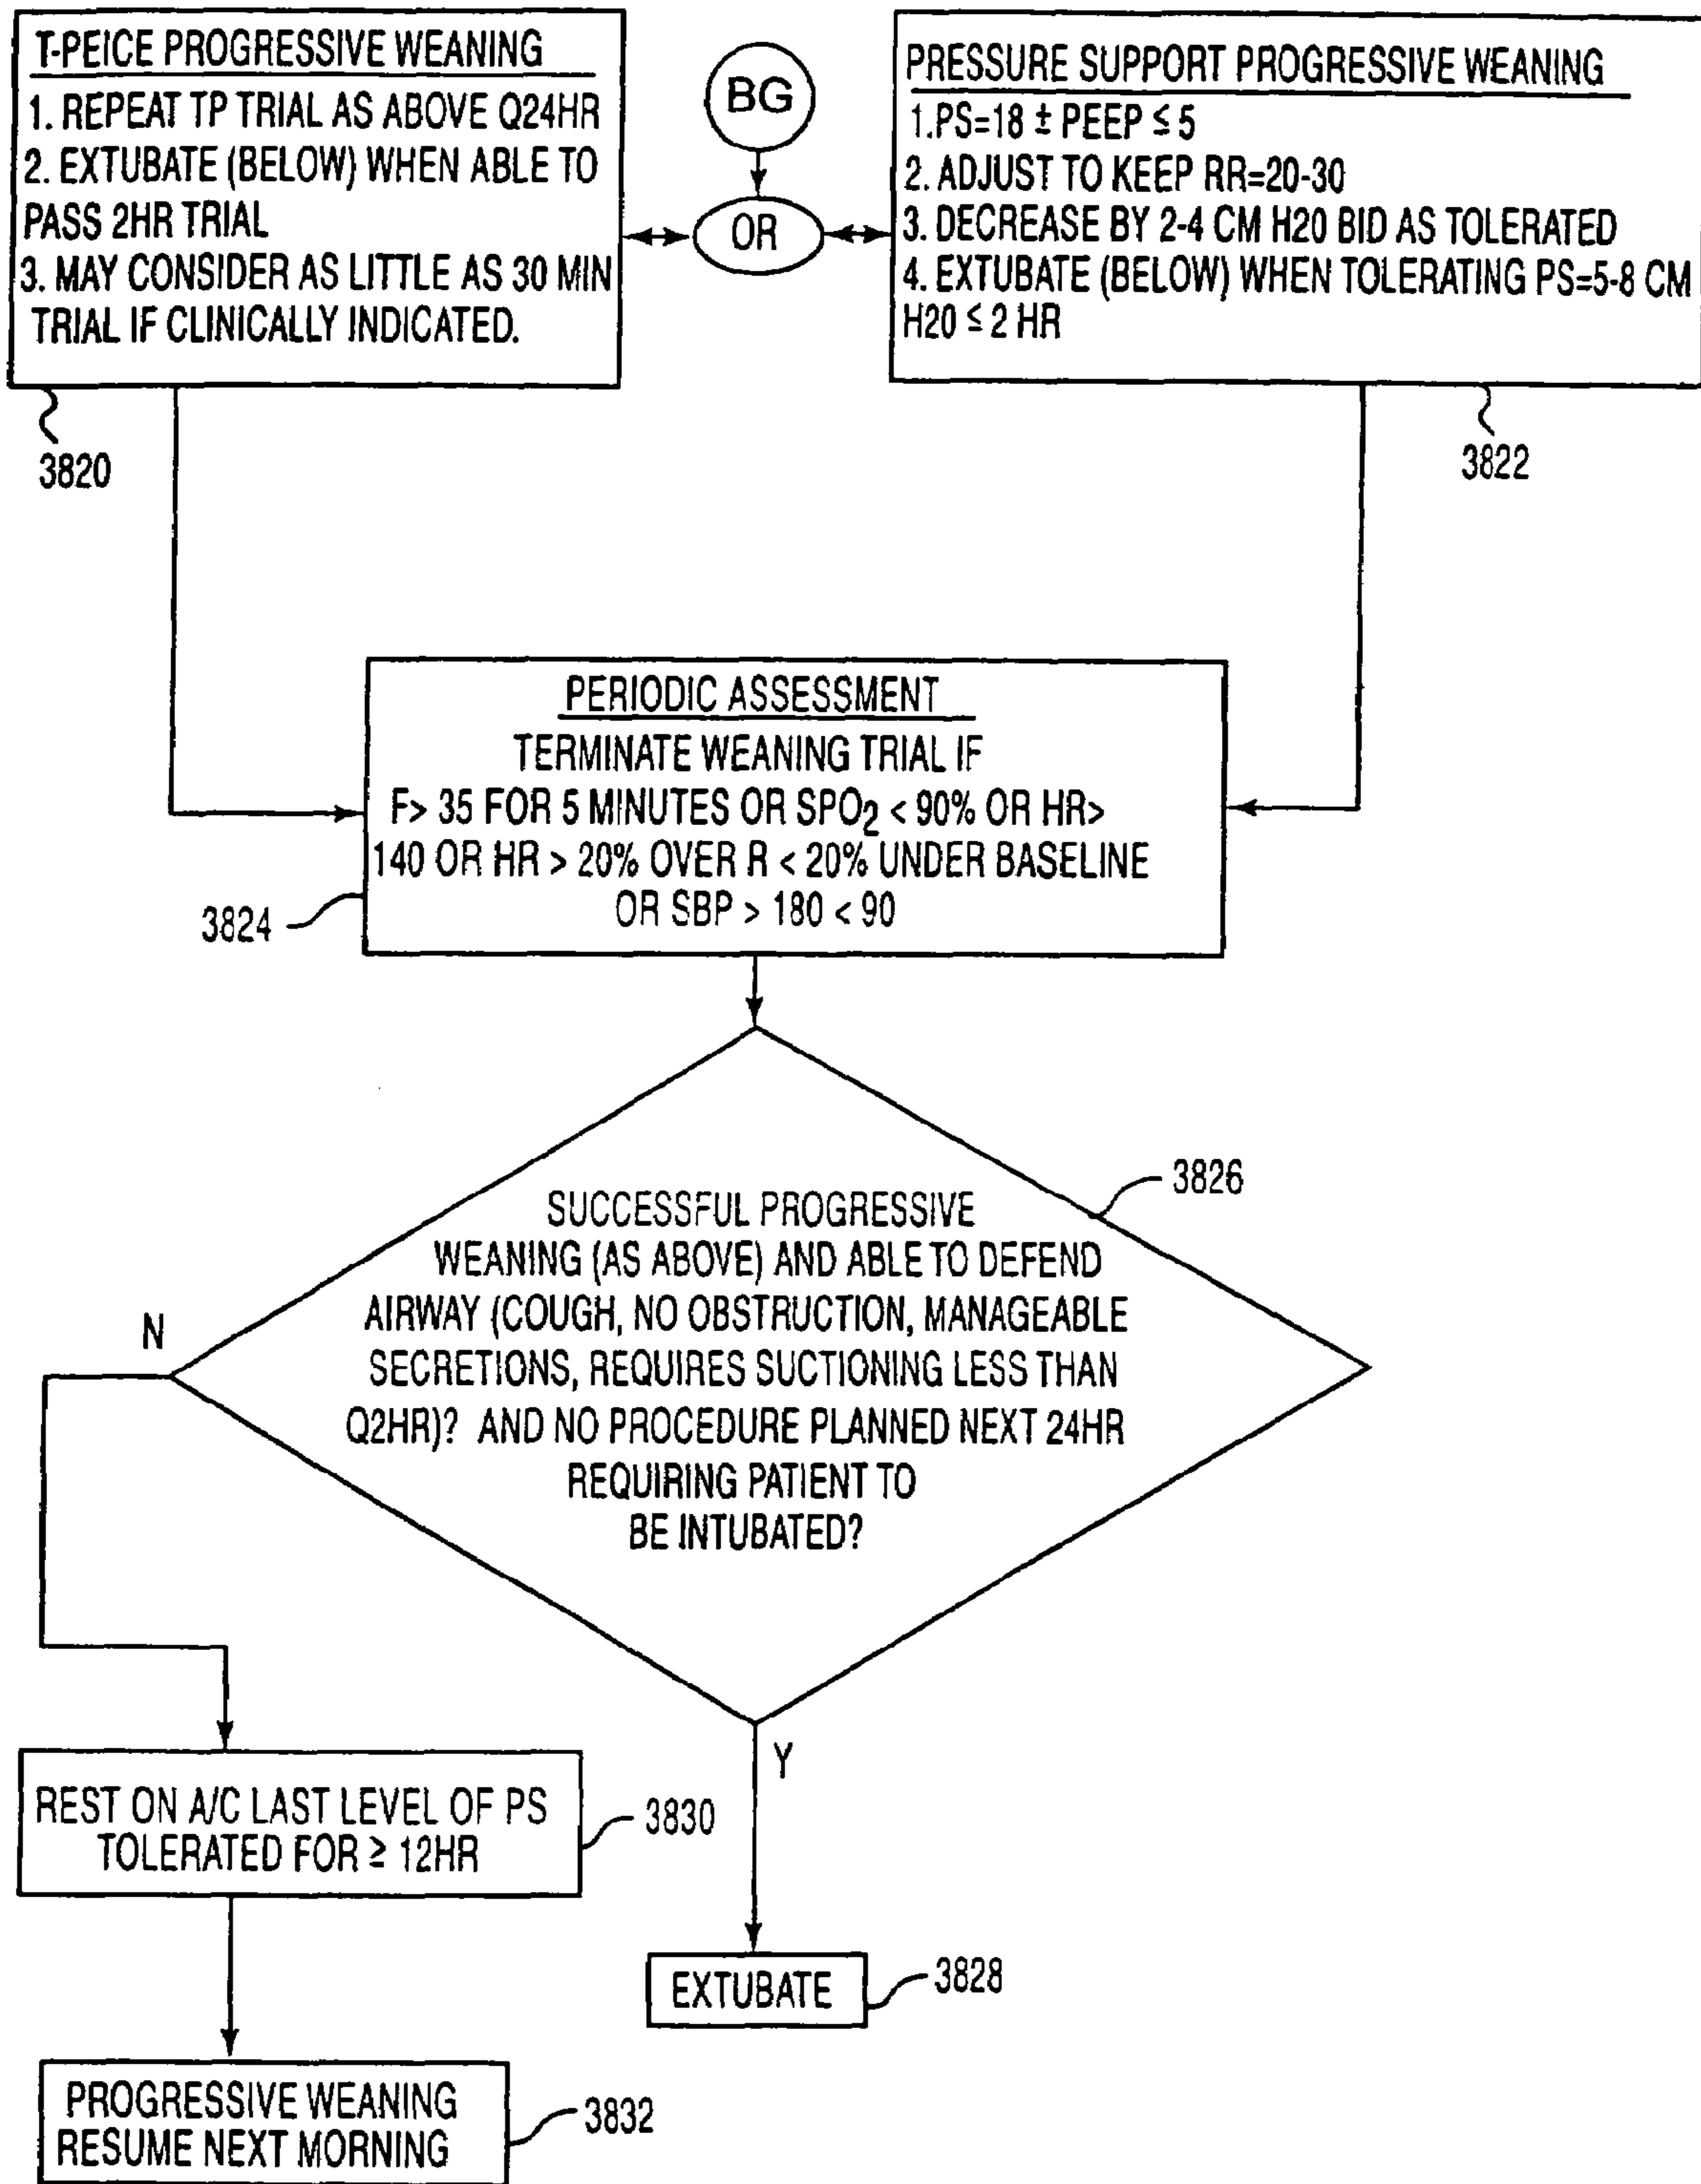 T-PEICE PROGRESSIVE WEANING
1. REPEAT TP TRIAL AS ABOVE Q24HR
2. EXTUBATE (BELOW) WHEN ABLE TO
PASS 2HR TRIAL
3. MAY CONSIDER AS LITTLE AS 30 MIN
TRIAL IF CLINICALLY INDICATED.
3820
BG
OR
PRESSURE SUPPORT PROGRESSIVE WEANING
1.PS=18 ± PEEP ≤ 5
2. ADJUST TO KEEP RR=20-30
3. DECREASE BY 2-4 CM H20 BID AS TOLERATED
4. EXTUBATE (BELOW) WHEN TOLERATING PS=5-8 CM
H20 ≤ 2 HR
3822
PERIODIC ASSESSMENT
TERMINATE WEANING TRIAL IF
F> 35 FOR 5 MINUTES OR SPO2 < 90% OR HR>
140 OR HR > 20% OVER R < 20% UNDER BASELINE
OR SBP > 180 < 90
3824
SUCCESSFUL PROGRESSIVE
WEANING (AS ABOVE) AND ABLE TO DEFEND
AIRWAY (COUGH, NO OBSTRUCTION, MANAGEABLE
SECRETIONS, REQUIRES SUCTIONING LESS THAN
Q2HR)? AND NO PROCEDURE PLANNED NEXT 24HR
REQUIRING PATIENT TO
BE INTUBATED?
3826
N
Y
REST ON A/C LAST LEVEL OF PS
TOLERATED FOR ≥ 12HR
3830
EXTUBATE
3828
PROGRESSIVE WEANING
RESUME NEXT MORNING
3832